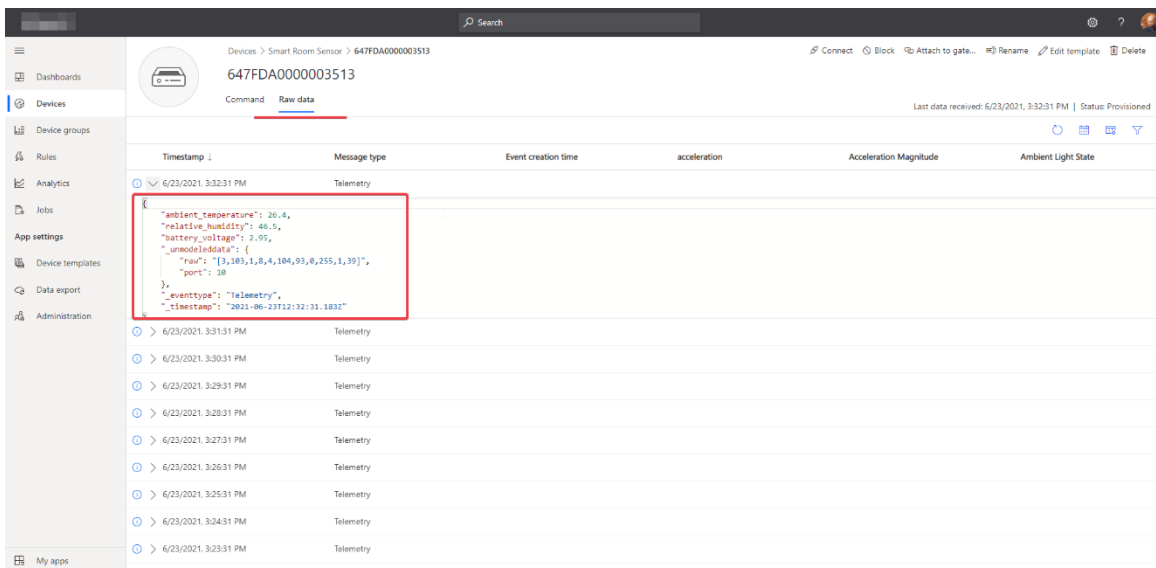 Search
?
Devices > Smart Room Sensor > 647FDA0000003513
Connect Block Attach to gate... Rename Edit template Delete
647FDA0000003513
Command Raw data
Last data received: 6/23/2021, 3:32:31 PM | Status: Provisioned
Dashboards
Devices
Device groups
Rules
Analytics
Jobs
App settings
Device templates
Data export
Administration
My apps
Timestamp ↓ Message type Event creation time acceleration Acceleration Magnitude Ambient Light State
6/23/2021, 3:32:31 PM Telemetry
{
"ambient_temperature": 26.4,
"relative_humidity": 46.5,
"battery_voltage": 2.95,
"_unmodeleddata": {
"raw": "[3,103,1,8,4,104,93,0,255,1,39]",
"port": 10
},
"_eventtype": "Telemetry",
"_timestamp": "2021-06-23T12:32:31.183Z"
}
6/23/2021, 3:31:31 PM Telemetry
6/23/2021, 3:30:31 PM Telemetry
6/23/2021, 3:29:31 PM Telemetry
6/23/2021, 3:28:31 PM Telemetry
6/23/2021, 3:27:31 PM Telemetry
6/23/2021, 3:26:31 PM Telemetry
6/23/2021, 3:25:31 PM Telemetry
6/23/2021, 3:24:31 PM Telemetry
6/23/2021, 3:23:31 PM Telemetry